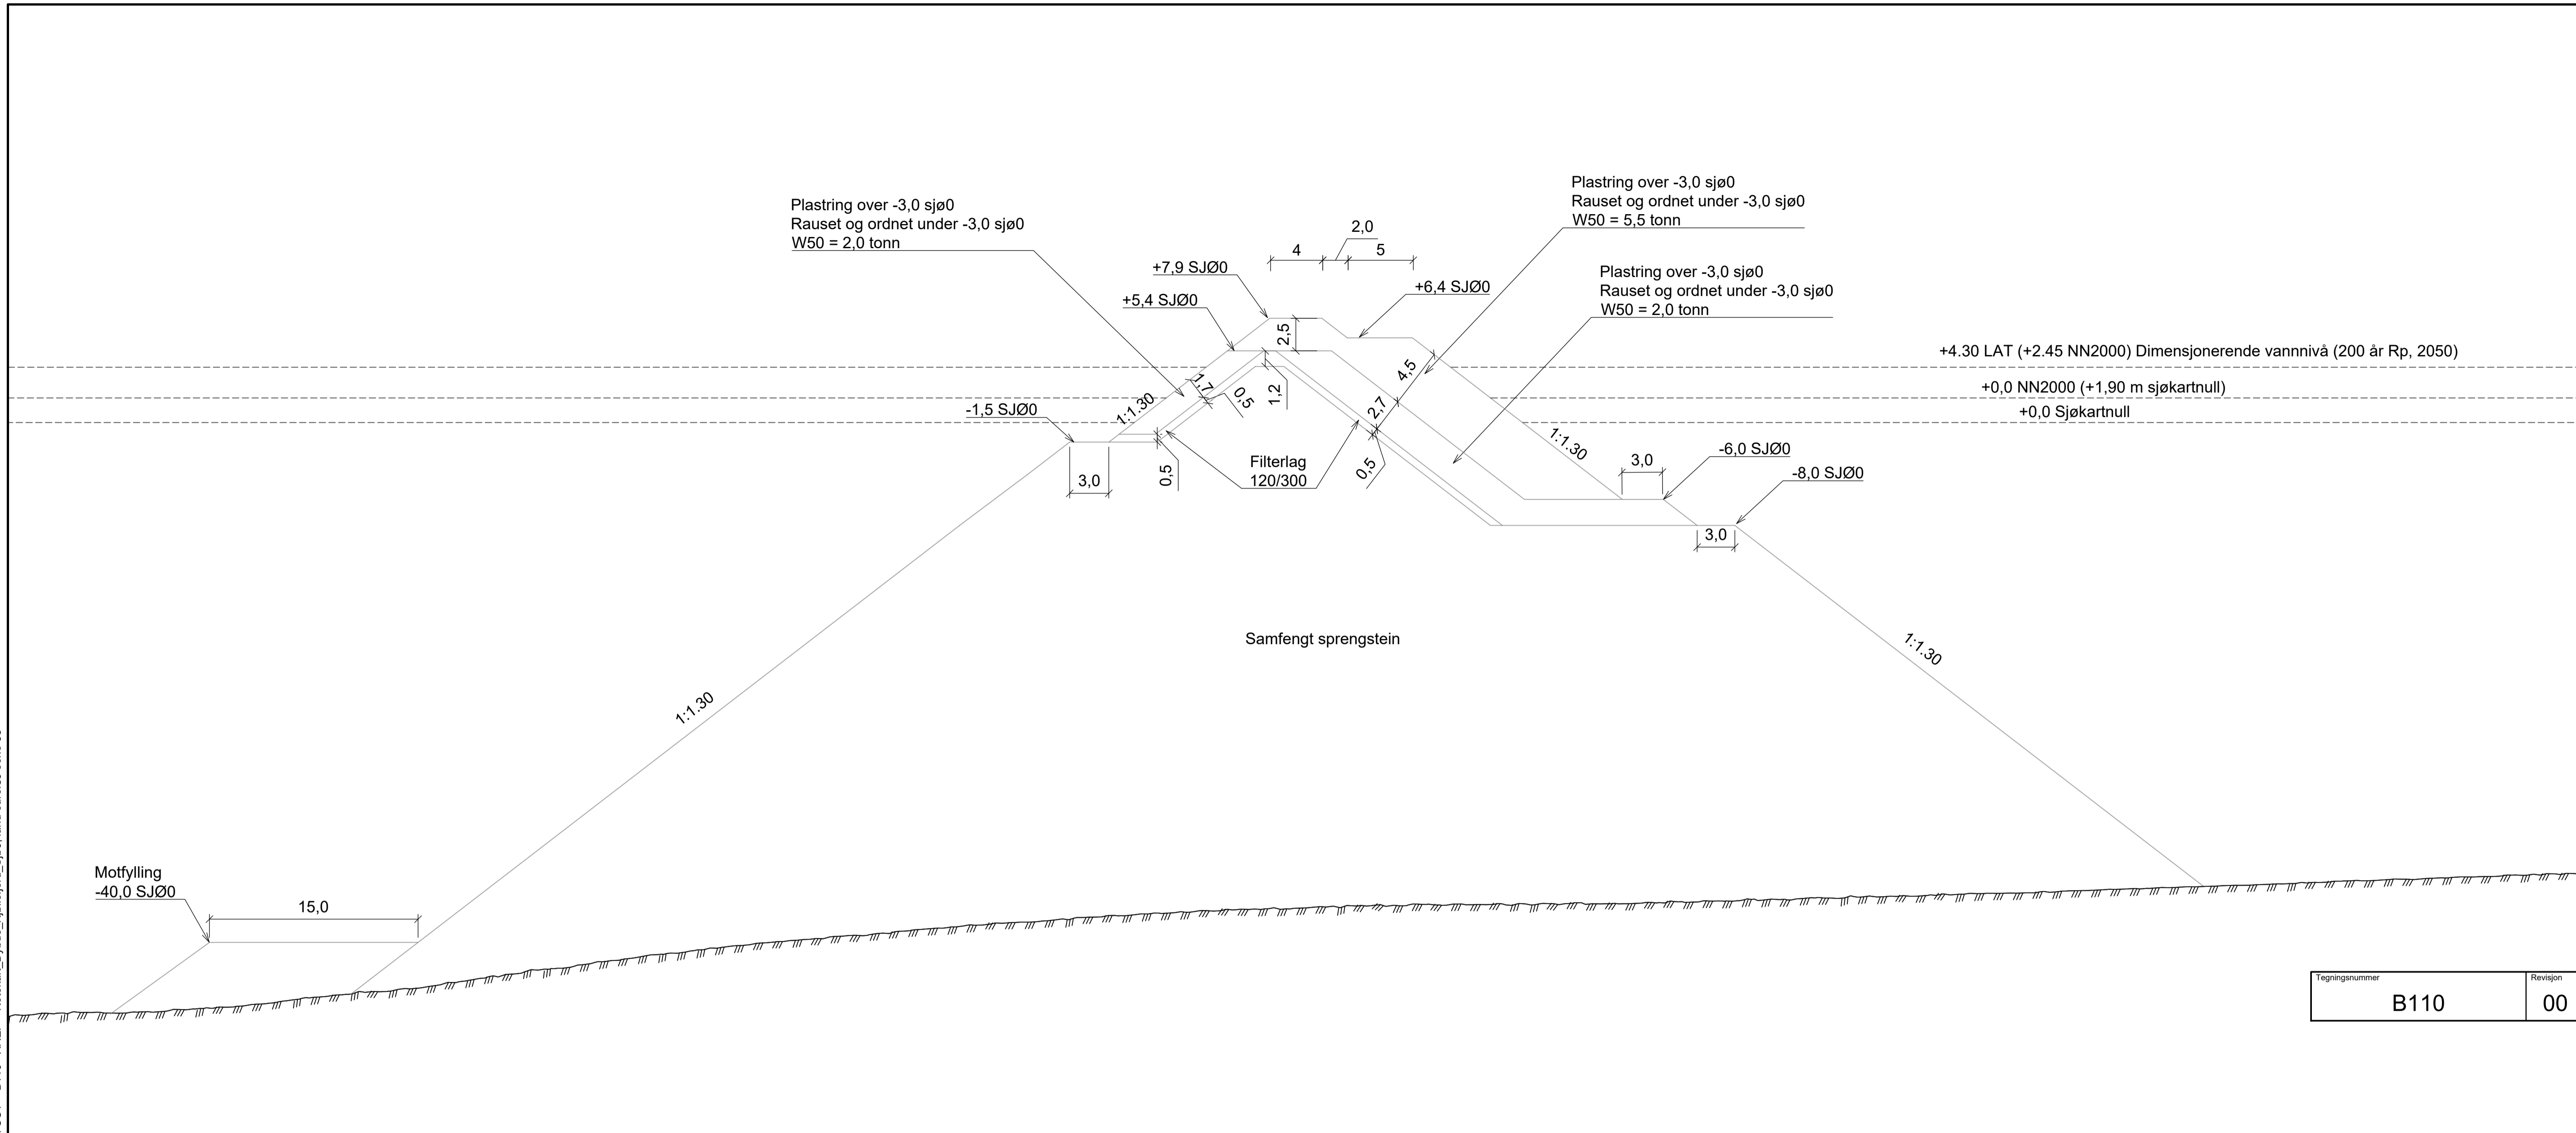 Plastring over -3,0 sjø0
Rauset og ordnet under -3,0 sjø0
W50 = 5,5 tonn
Plastring over -3,0 sjø0
Rauset og ordnet under -3,0 sjø0
W50 = 2,0 tonn
2,0
4
5
+7,9 SJØ0
Plastring over -3,0 sjø0
Rauset og ordnet under -3,0 sjø0
W50 = 2,0 tonn
+6,4 SJØ0
+5,4 SJØ0
2,5
+4.30 LAT (+2.45 NN2000) Dimensjonerende vannnivå (200 år Rp, 2050)
4,5
1,7
0,5
1,2
+0,0 NN2000 (+1,90 m sjøkartnull)
1:1.30
2,7
-1,5 SJØ0
+0,0 Sjøkartnull
1:1.30
-6,0 SJØ0
3,0
Filterlag
120/300
0,5
0,5
3,0
-8,0 SJØ0
3,0
Samfengt sprengstein
1:1.30
1:1.30
Motfylling
-40,0 SJØ0
15,0
Tegningsnummer
Revisjon
B110
00